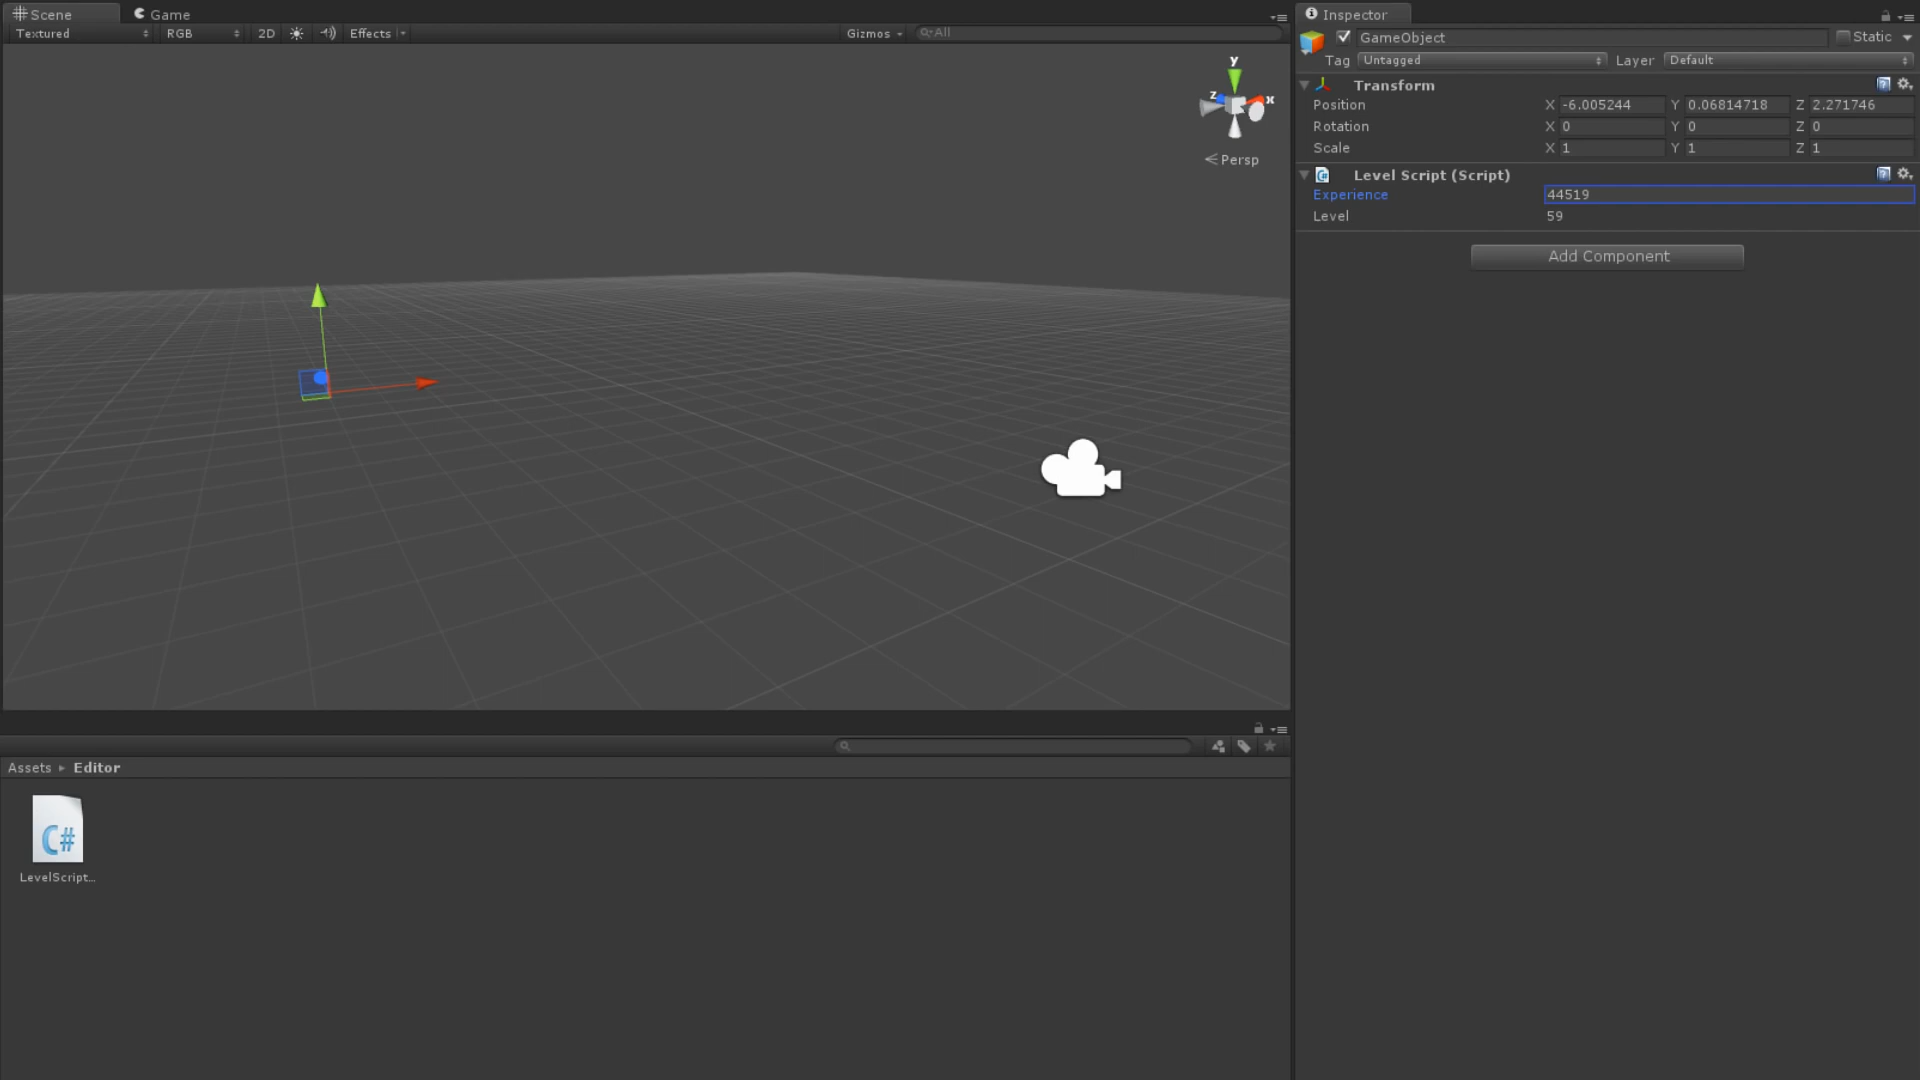 Scene
Game
Textured
RGB
2D
Effects
Gizmos
All
y
z
x
Persp
Inspector
GameObject
Static
Tag
Untagged
Layer
Default
Transform
Position X -6.005244 Y 0.06814718 Z 2.271746
Rotation X 0 Y 0 Z 0
Scale X 1 Y 1 Z 1
Level Script (Script)
Experience 44519
Level 59
Add Component
Assets ▸ Editor
C#
LevelScript...